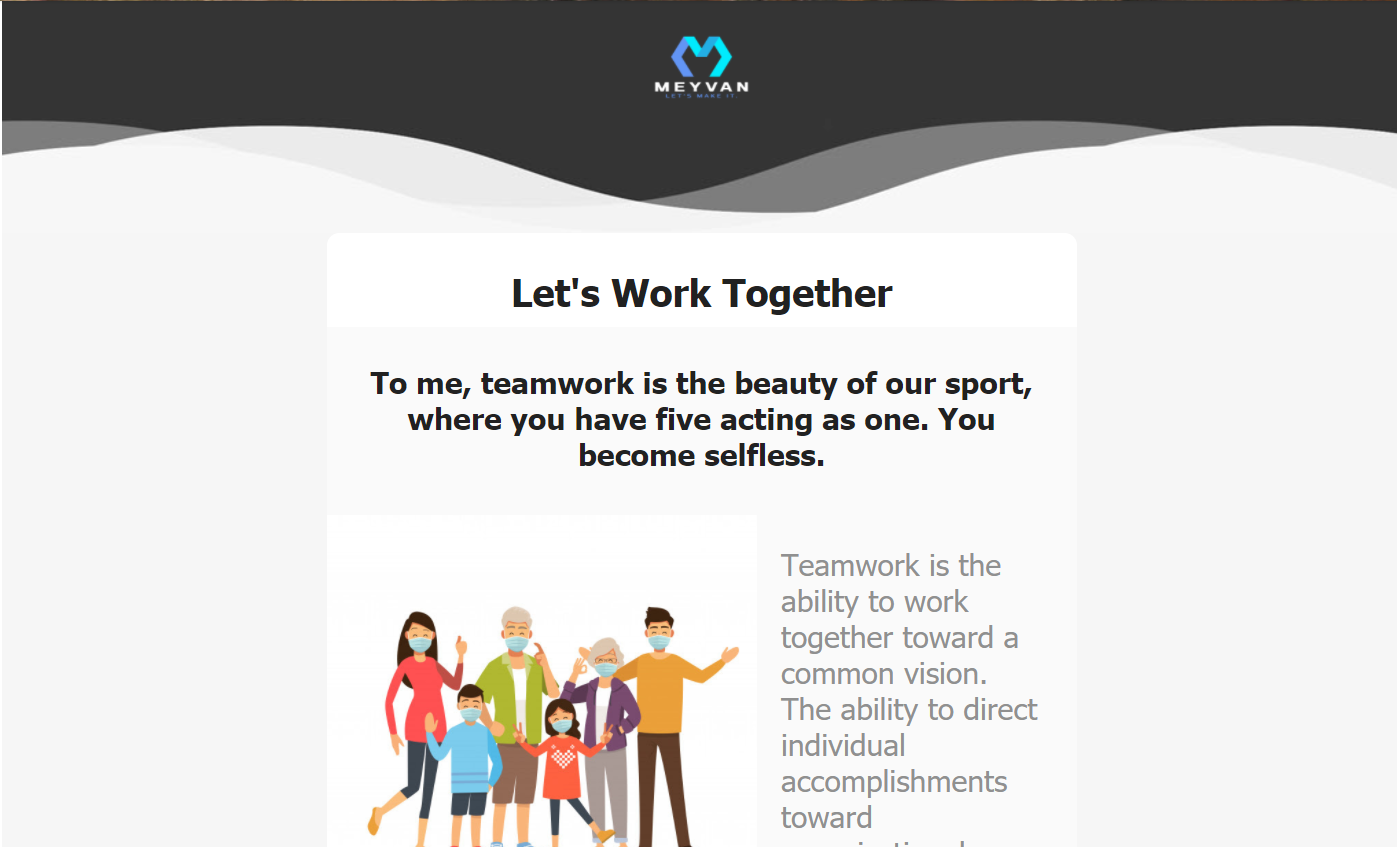 MEYVAN
LET'S MAKE IT.
Let's Work Together
To me, teamwork is the beauty of our sport,
where you have five acting as one. You
become selfless.
Teamwork is the
ability to work
together toward a
common vision.
The ability to direct
individual
accomplishments
toward